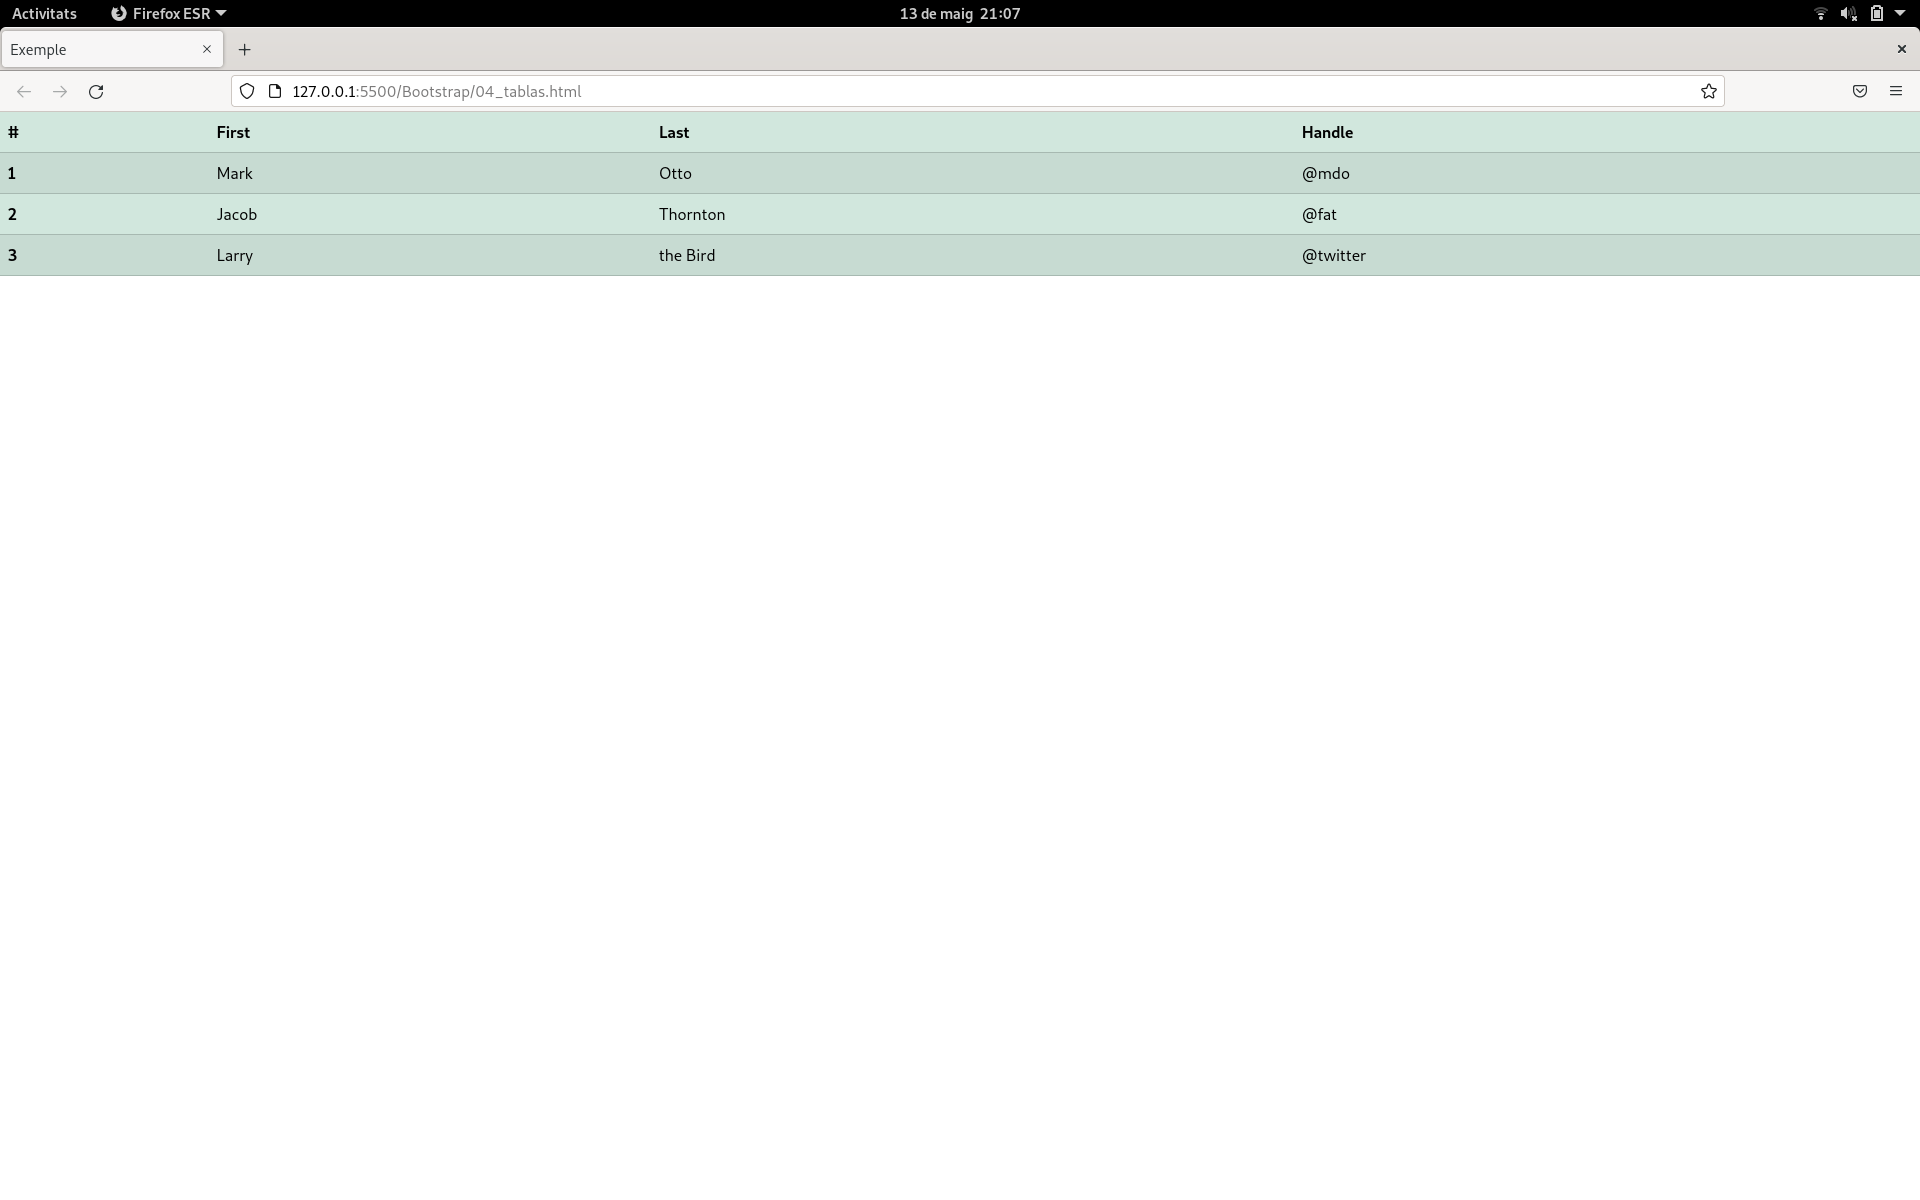 Activitats Firefox ESR 13 de maig 21:07
Exemple
127.0.0.1:5500/Bootstrap/04_tablas.html
# First Last Handle
1 Mark Otto @mdo
2 Jacob Thornton @fat
3 Larry the Bird @twitter